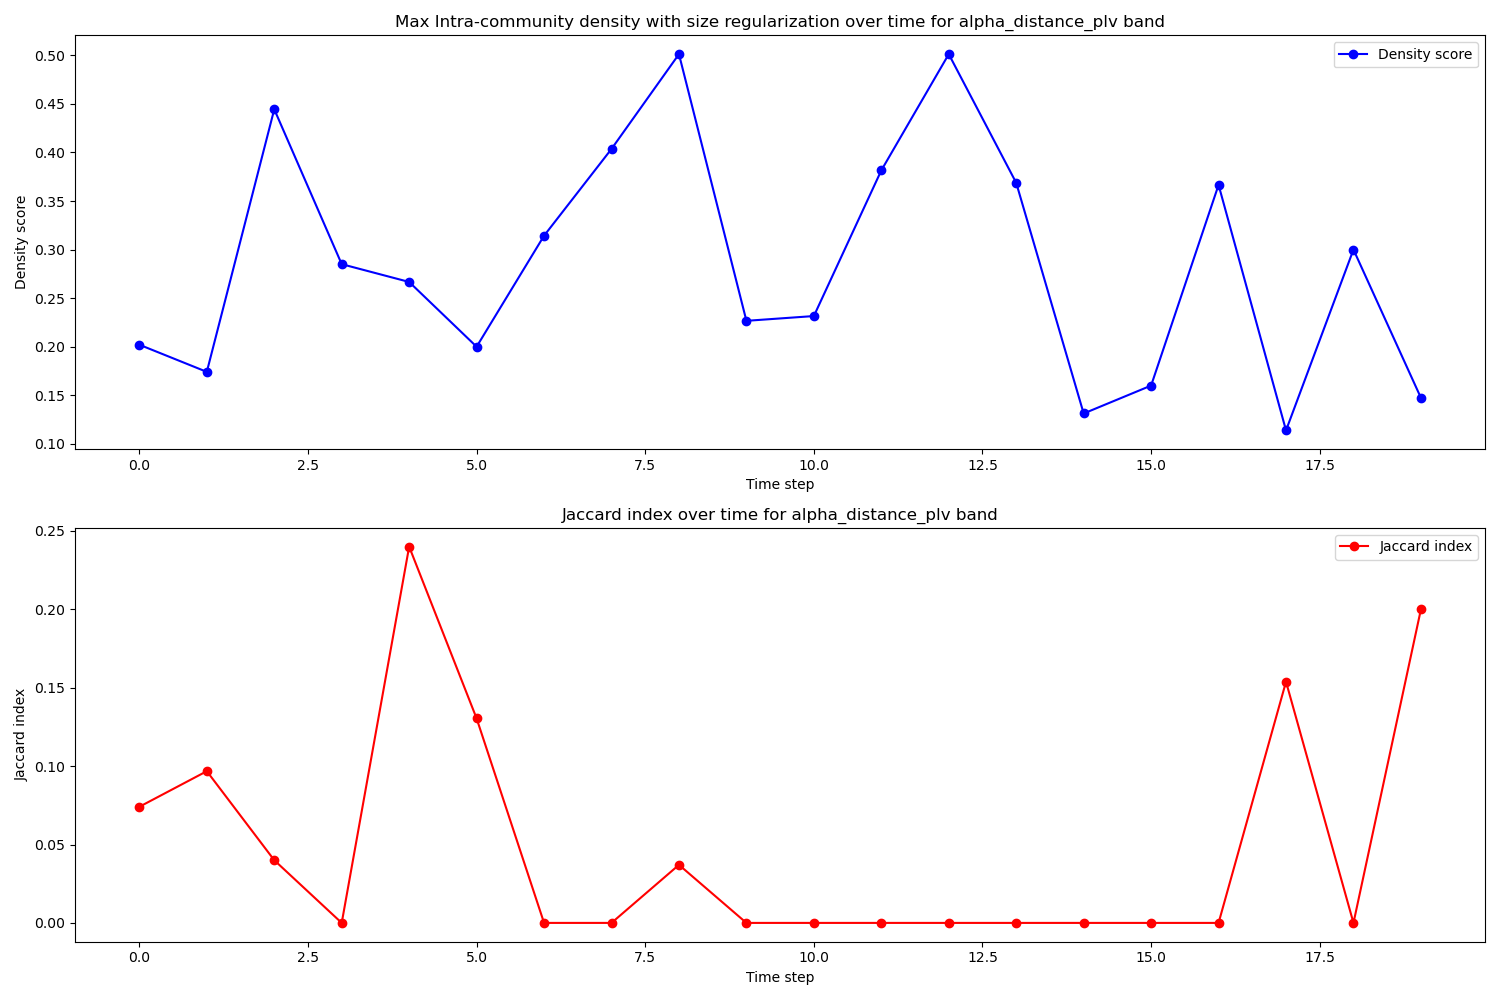 Max Intra-community density with size regularization over time for alpha_distance_plv band
Density score
0.50
0.45
0.40
0.35
0.30
0.25
0.20
0.15
0.10
Density score
0.0 2.5 5.0 7.5 10.0 12.5 15.0 17.5
Time step
Jaccard index over time for alpha_distance_plv band
Jaccard index
0.25
0.20
0.15
0.10
0.05
0.00
Jaccard index
0.0 2.5 5.0 7.5 10.0 12.5 15.0 17.5
Time step